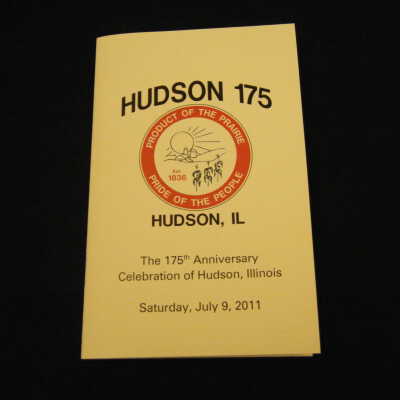 HUDSON 175
PRODUCT OF THE PRAIRIE
Est.
1836
PRIDE OF THE PEOPLE
HUDSON, IL
The 175th Anniversary
Celebration of Hudson, Illinois
Saturday, July 9, 2011